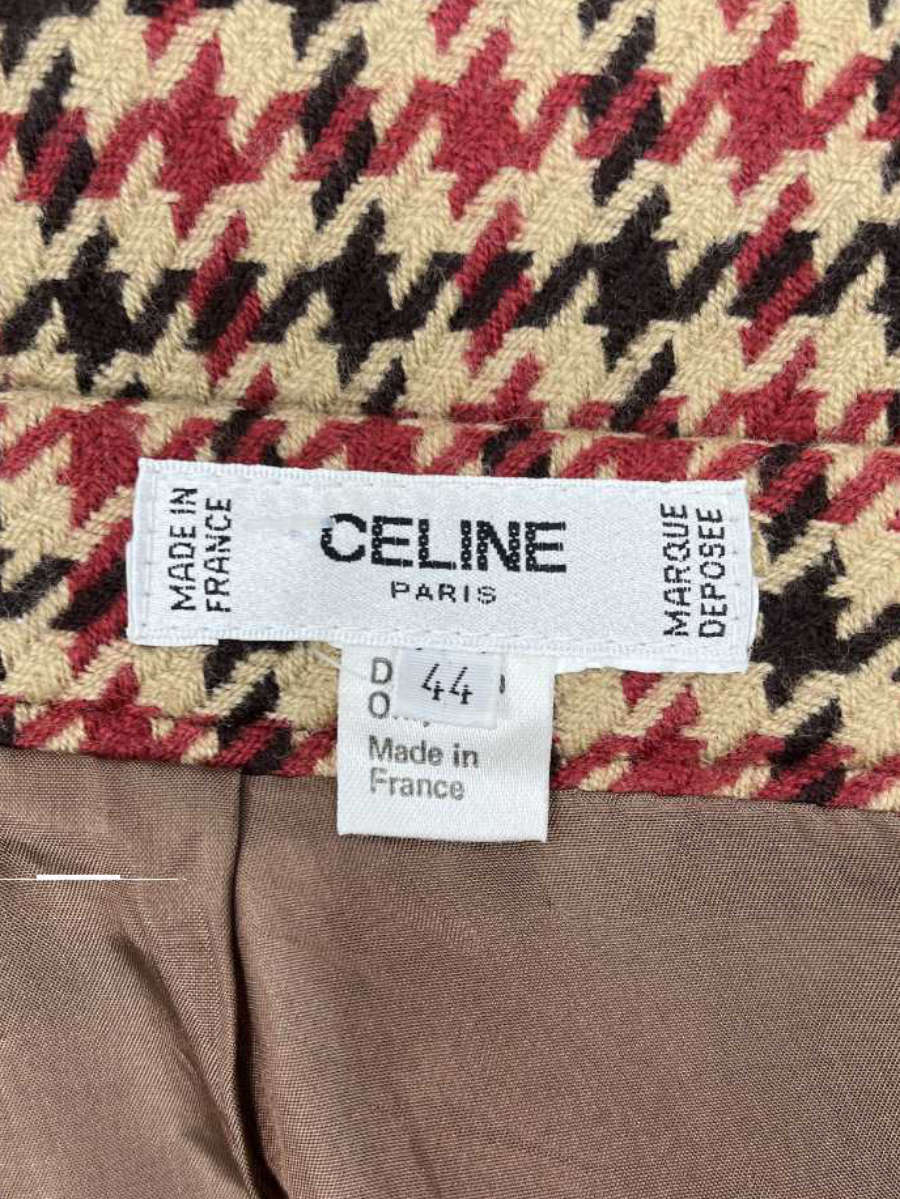 MADE IN
FRANCE
CELINE
PARIS
MARQUE
DEPOSEE
44
Made in
France